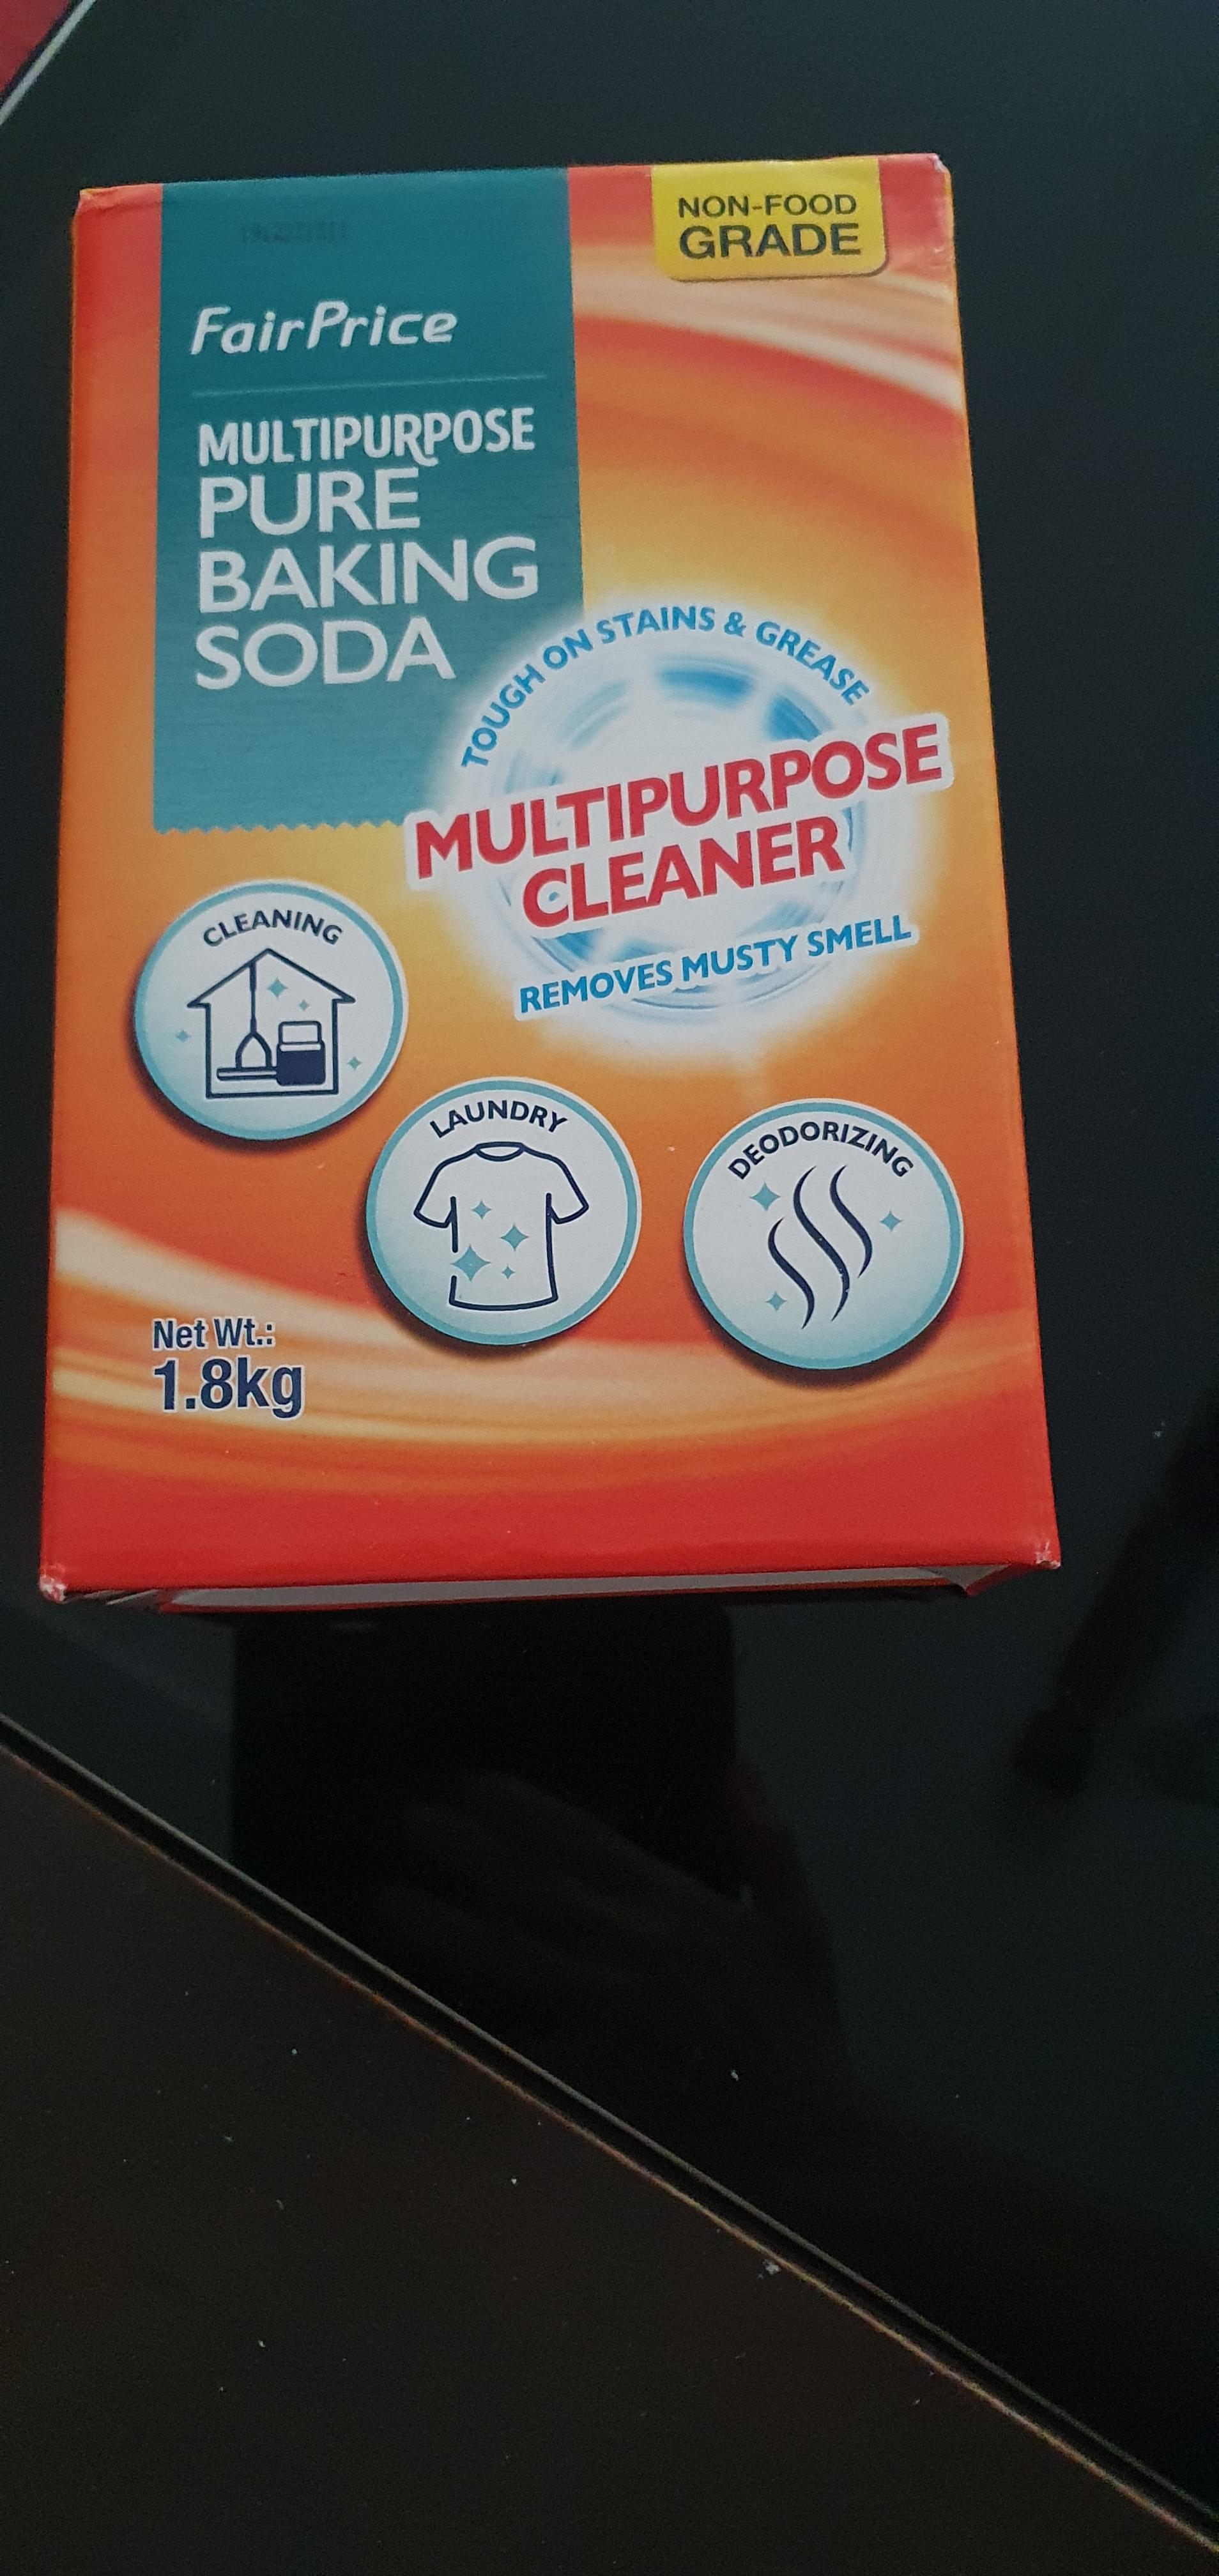 NON-FOOD
GRADE
FairPrice
MULTIPURPOSE
PURE
BAKING
SODA
TOUGH ON STAINS & GREASE
MULTIPURPOSE
CLEANER
REMOVES MUSTY SMELL
CLEANING
LAUNDRY
DEODORIZING
Net Wt.:
1.8kg